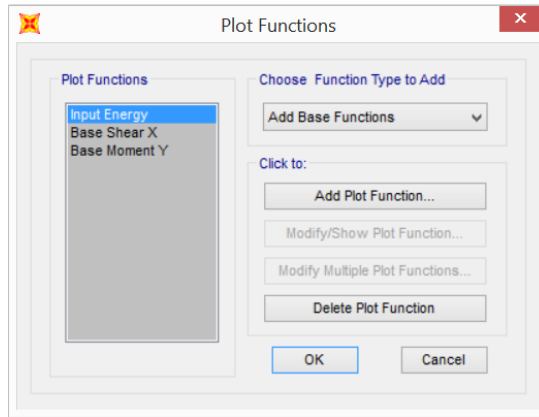 Plot Functions
Plot Functions
Input Energy
Base Shear X
Base Moment Y
Choose Function Type to Add
Add Base Functions
Click to:
Add Plot Function...
Modify/Show Plot Function...
Modify Multiple Plot Functions...
Delete Plot Function
OK
Cancel